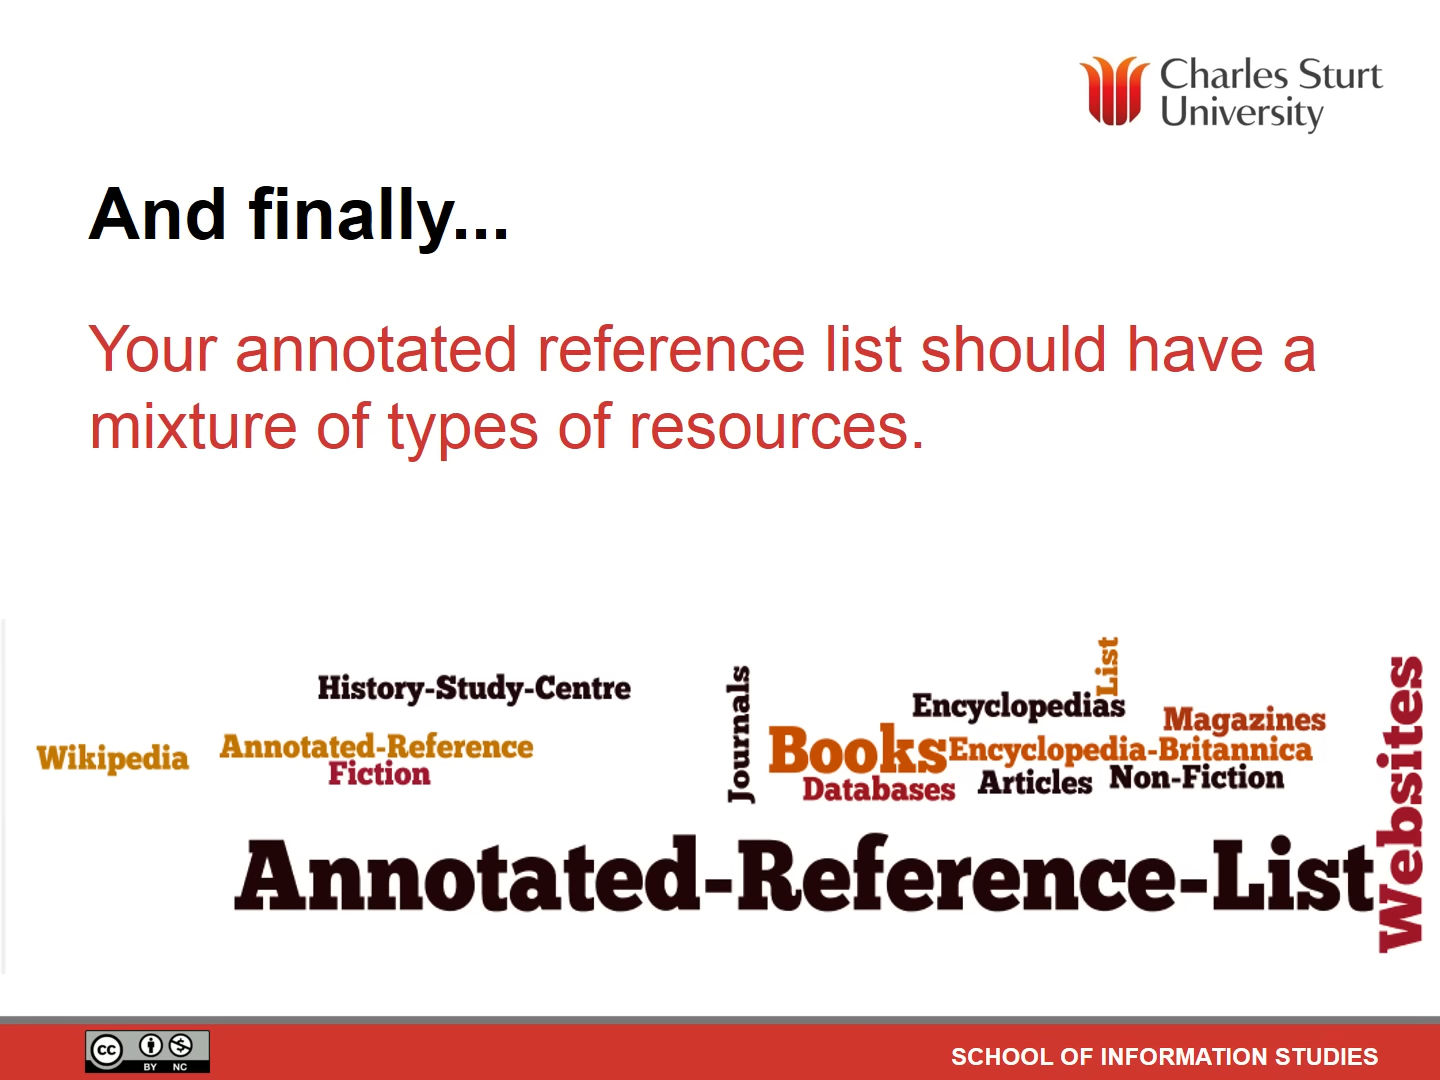 Charles Sturt
University
And finally...
Your annotated reference list should have a
mixture of types of resources.
List
Websites
History-Study-Centre
Journals
Encyclopedias
Magazines
Wikipedia
Annotated-Reference
Books
Encyclopedia-Britannica
Fiction
Databases
Articles
Non-Fiction
Annotated-Reference-List
cc
BY NC
SCHOOL OF INFORMATION STUDIES